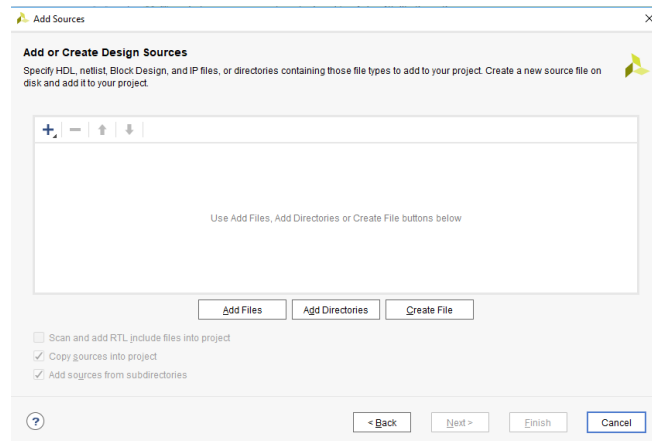 Add Sources
Add or Create Design Sources
Specify HDL, netlist, Block Design, and IP files, or directories containing those file types to add to your project. Create a new source file on
disk and add it to your project.
Use Add Files, Add Directories or Create File buttons below
Add Files
Add Directories
Create File
Scan and add RTL include files into project
Copy sources into project
Add sources from subdirectories
?
< Back
Next >
Finish
Cancel